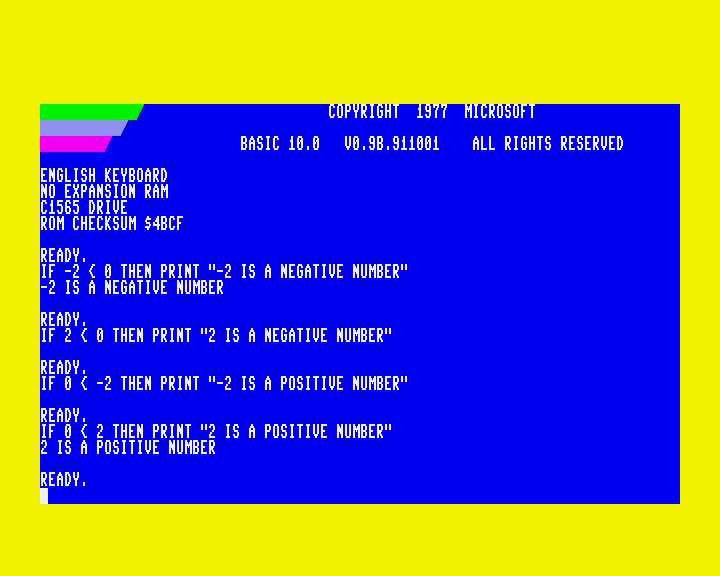 COPYRIGHT 1977 MICROSOFT
BASIC 10.0 V0.9B.911001 ALL RIGHTS RESERVED
ENGLISH KEYBOARD
NO EXPANSION RAM
C1565 DRIVE
ROM CHECKSUM $4BCF
READY.
IF -2 < 0 THEN PRINT "-2 IS A NEGATIVE NUMBER"
-2 IS A NEGATIVE NUMBER
READY.
IF 2 < 0 THEN PRINT "2 IS A NEGATIVE NUMBER"
READY.
IF 0 < -2 THEN PRINT "-2 IS A POSITIVE NUMBER"
READY.
IF 0 < 2 THEN PRINT "2 IS A POSITIVE NUMBER"
2 IS A POSITIVE NUMBER
READY.